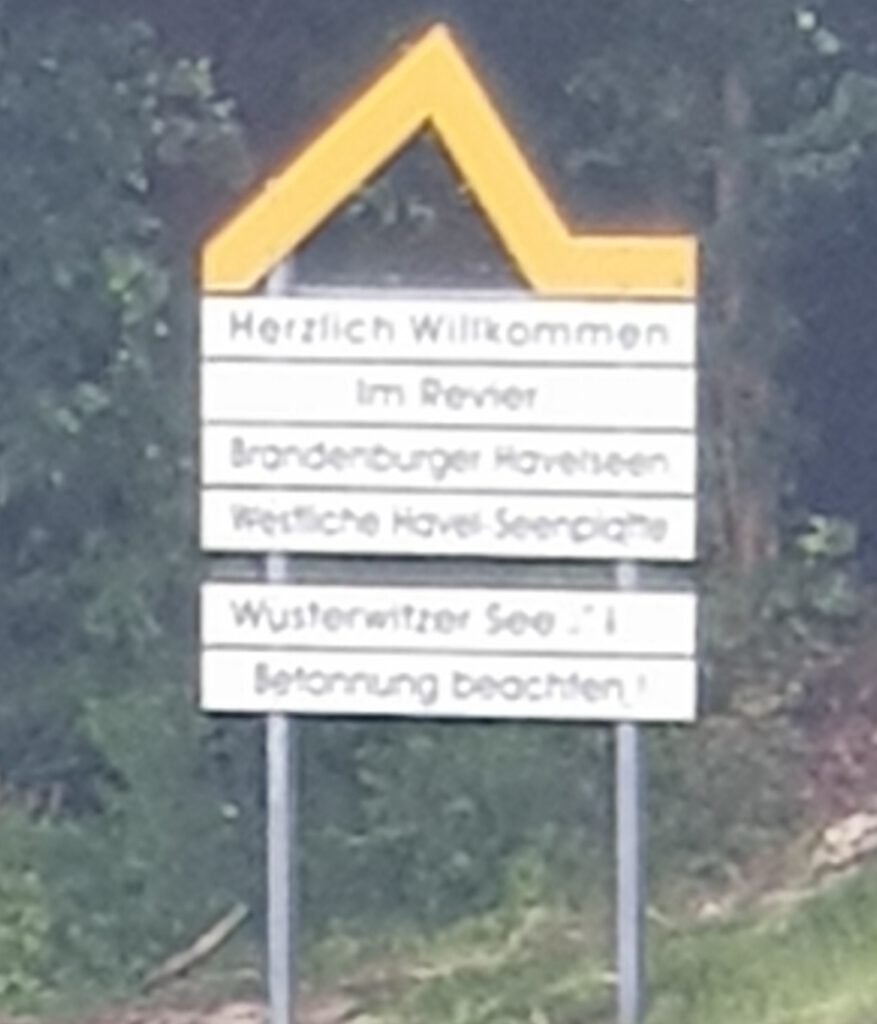 Herzlich Willkommen
Im Revier
Brandenburger Havelseen
Westliche Havel-Seenplatte
Wusterwitzer See
Betonnung beachten